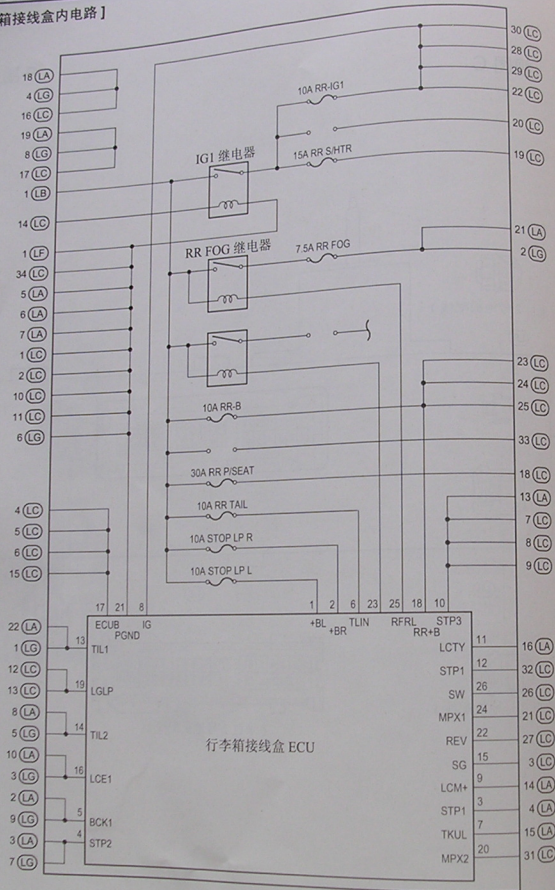 箱接线盒内电路】
18 LA
4 LG
16 LC
19 LA
8 LG
17 LC
1 LB
14 LC
1 LF
34 LC
5 LA
6 LA
7 LA
1 LC
2 LC
10 LC
11 LC
6 LG
4 LC
5 LC
6 LC
15 LC
30 LC
28 LC
29 LC
22 LC
20 LC
19 LC
21 LA
2 LG
23 LC
24 LC
25 LC
33 LC
18 LC
13 LA
7 LC
8 LC
9 LC
10A RR-IG1
IG1 继电器
15A RR S/HTR
RR FOG 继电器
7.5A RR FOG
10A RR-B
30A RR P/SEAT
10A RR TAIL
10A STOP LP R
10A STOP LP L
17 21 8 1 2 6 23 25 18 10
ECUB PGND IG +BL +BR TLIN RFRL RR+B STP3
22 LA
1 LG
13 TIL1
12 LC
13 LC
19 LGLP
8 LA
5 LG
14 TIL2
10 LA
3 LG
16 LCE1
2 LA
9 LG
5 BCK1
3 LA
7 LG
4 STP2
行李箱接线盒 ECU
LCTY 11 16 LA
STP1 12 32 LC
SW 26 26 LC
MPX1 24 21 LC
REV 22 27 LC
SG 15 3 LC
LCM+ 9 14 LA
STP1 3 4 LA
TKUL 7 15 LA
MPX2 20 31 LC